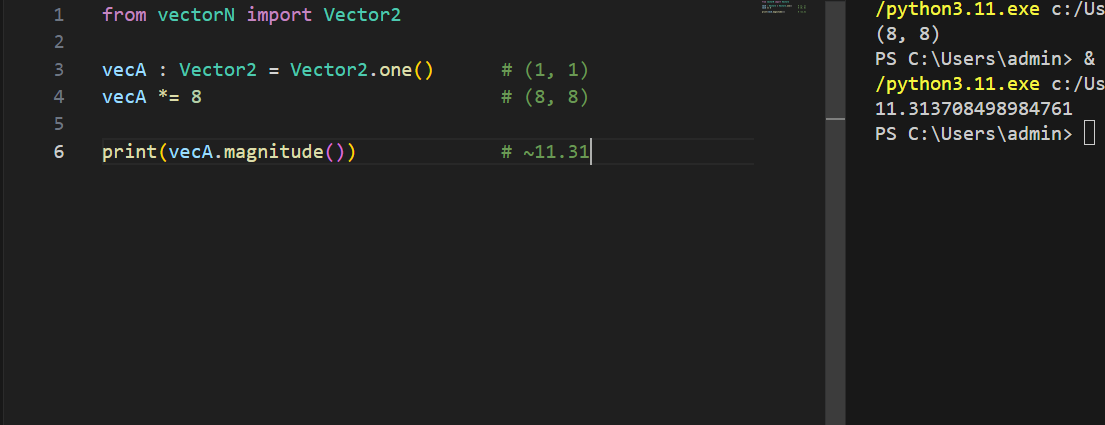 1 from vectorN import Vector2
2
3 vecA : Vector2 = Vector2.one() # (1, 1)
4 vecA *= 8 # (8, 8)
5
6 print(vecA.magnitude()) # ~11.31
/python3.11.exe c:/Us
(8, 8)
PS C:\Users\admin> &
/python3.11.exe c:/Us
11.313708498984761
PS C:\Users\admin>